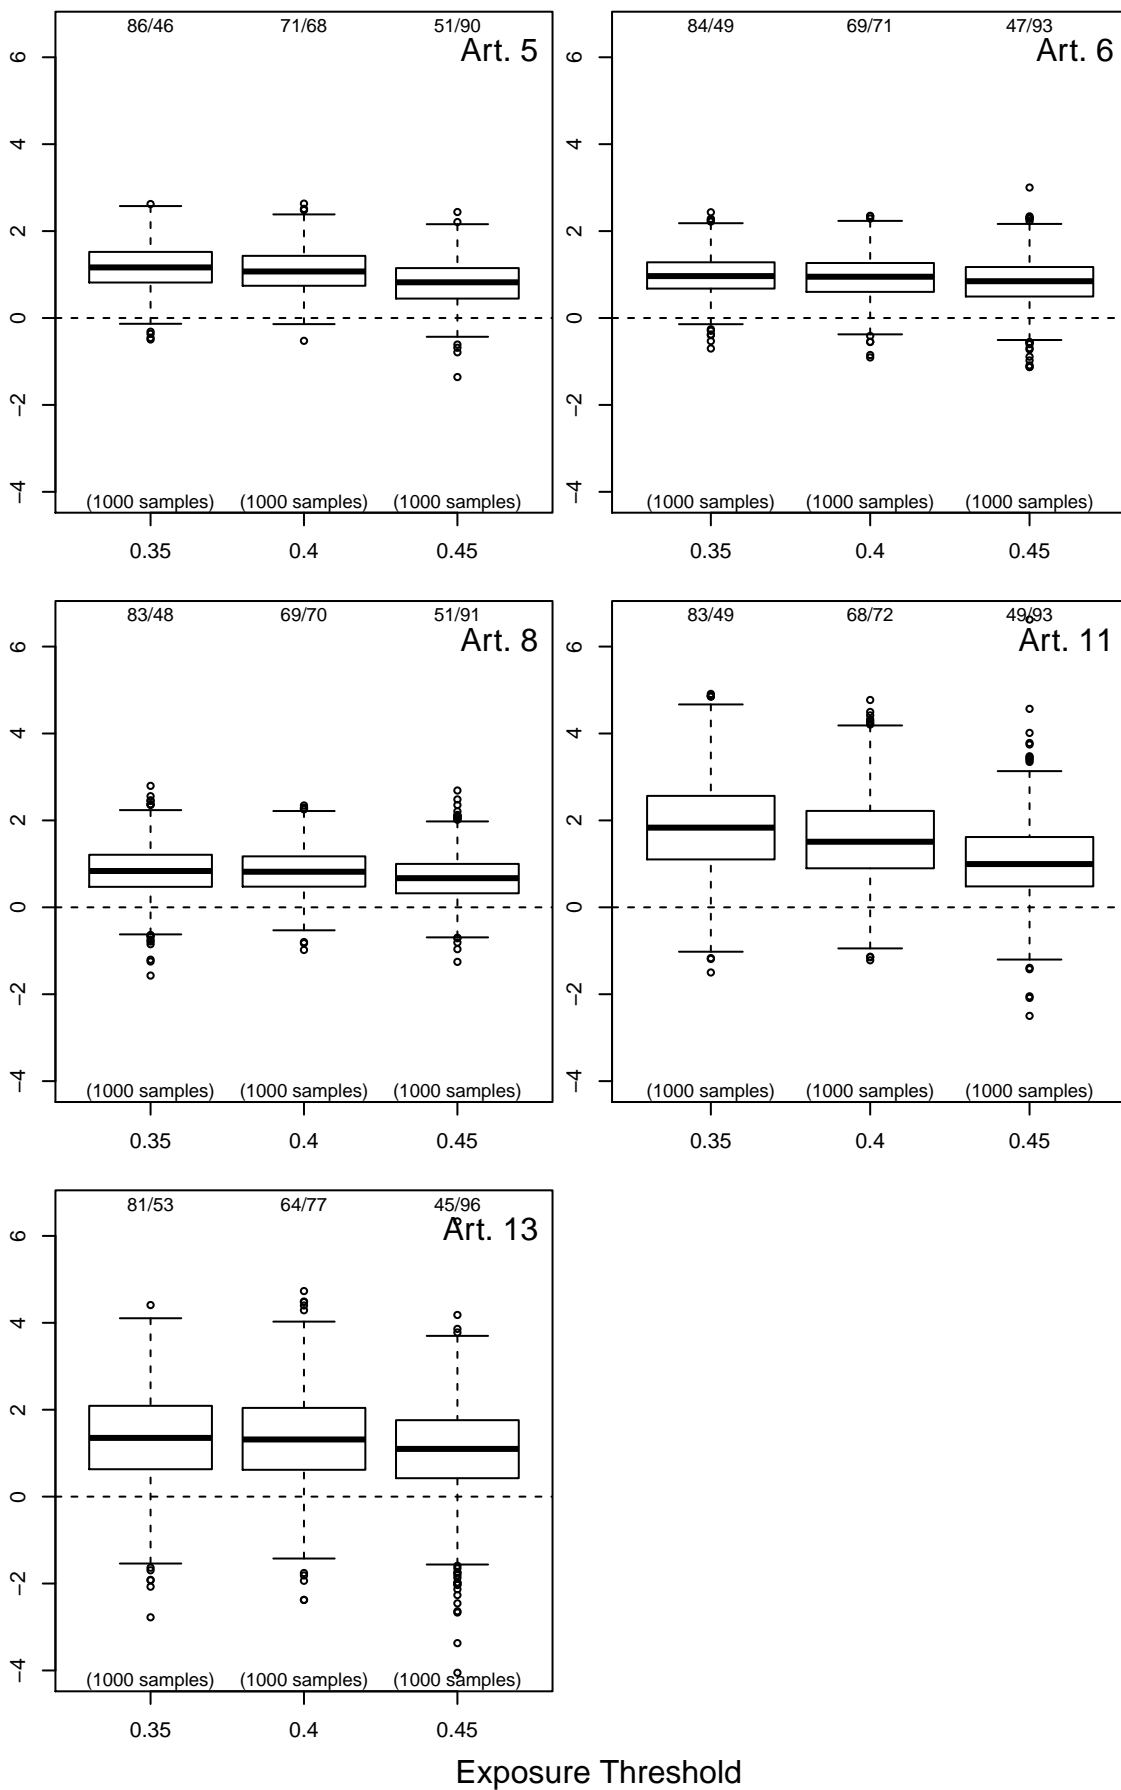 86/46 71/68 51/90
Art. 5
6
4
2
0
−2
−4
(1000 samples) (1000 samples) (1000 samples)
0.35 0.4 0.45
84/49 69/71 47/93
Art. 6
6
4
2
0
−2
−4
(1000 samples) (1000 samples) (1000 samples)
0.35 0.4 0.45
83/48 69/70 51/91
Art. 8
6
4
2
0
−2
−4
(1000 samples) (1000 samples) (1000 samples)
0.35 0.4 0.45
83/49 68/72 49/93
Art. 11
6
4
2
0
−2
−4
(1000 samples) (1000 samples) (1000 samples)
0.35 0.4 0.45
81/53 64/77 45/96
Art. 13
6
4
2
0
−2
−4
(1000 samples) (1000 samples) (1000 samples)
0.35 0.4 0.45
Exposure Threshold